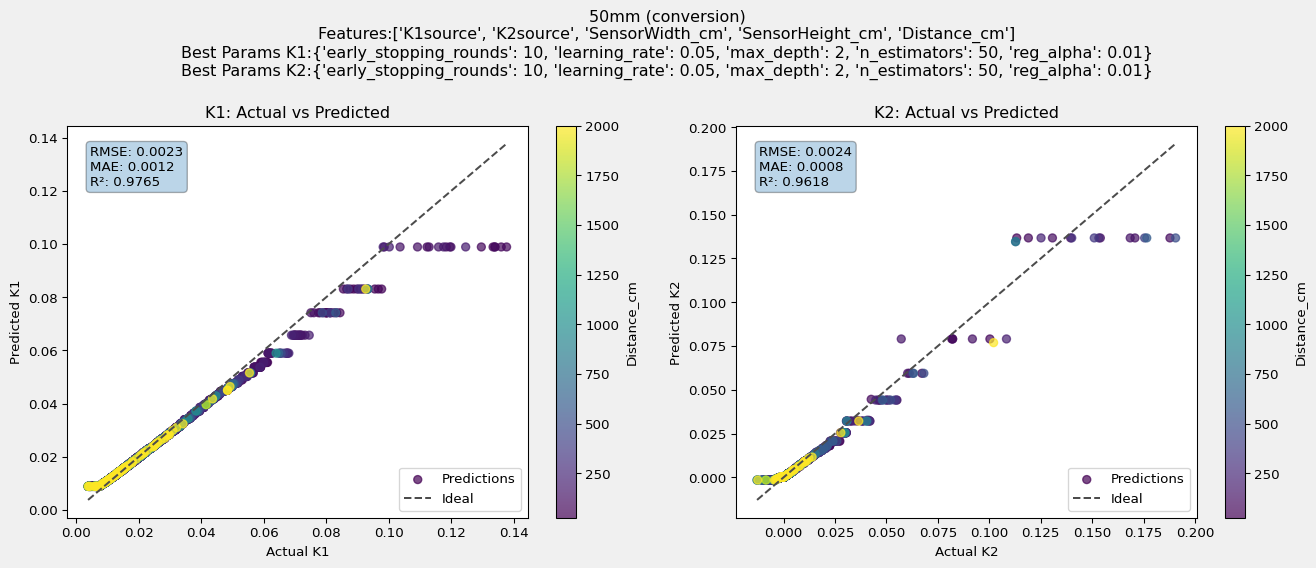 50mm (conversion)
Features:['K1source', 'K2source', 'SensorWidth_cm', 'SensorHeight_cm', 'Distance_cm']
Best Params K1:{'early_stopping_rounds': 10, 'learning_rate': 0.05, 'max_depth': 2, 'n_estimators': 50, 'reg_alpha': 0.01}
Best Params K2:{'early_stopping_rounds': 10, 'learning_rate': 0.05, 'max_depth': 2, 'n_estimators': 50, 'reg_alpha': 0.01}
K1: Actual vs Predicted
RMSE: 0.0023
MAE: 0.0012
R²: 0.9765
0.14
0.12
0.10
0.08
0.06
0.04
0.02
0.00
Predicted K1
0.00 0.02 0.04 0.06 0.08 0.10 0.12 0.14
Actual K1
Predictions
Ideal
2000
1750
1500
1250
1000
750
500
250
Distance_cm
K2: Actual vs Predicted
RMSE: 0.0024
MAE: 0.0008
R²: 0.9618
0.200
0.175
0.150
0.125
0.100
0.075
0.050
0.025
0.000
Predicted K2
0.000 0.025 0.050 0.075 0.100 0.125 0.150 0.175 0.200
Actual K2
Predictions
Ideal
2000
1750
1500
1250
1000
750
500
250
Distance_cm